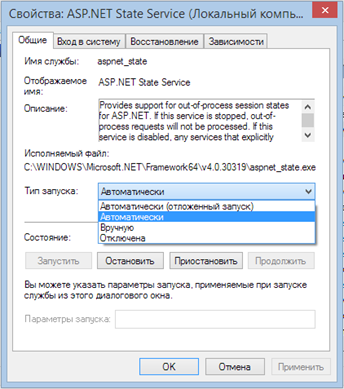 Свойства: ASP.NET State Service (Локальный компь...
Общие Вход в систему Восстановление Зависимости
Имя службы: aspnet_state
Отображаемое имя: ASP.NET State Service
Описание: Provides support for out-of-process session states
for ASP.NET. If this service is stopped, out-of-
process requests will not be processed. If this
service is disabled, any services that explicitly
Исполняемый файл:
C:\WINDOWS\Microsoft.NET\Framework64\v4.0.30319\aspnet_state.exe
Тип запуска: Автоматически
Автоматически (отложенный запуск)
Автоматически
Вручную
Отключена
Состояние:
Запустить Остановить Приостановить Продолжить
Вы можете указать параметры запуска, применяемые при запуске
службы из этого диалогового окна.
Параметры запуска:
OK Отмена Применить